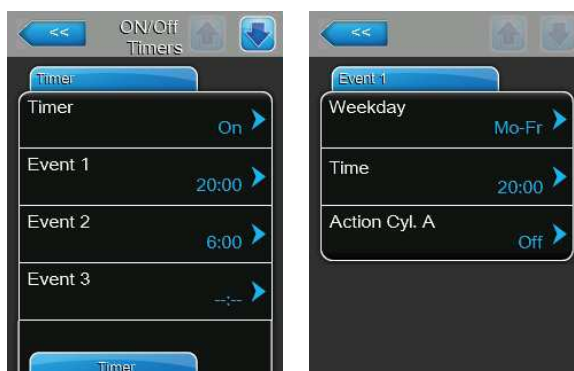 <<
ON/Off
Timers
Timer
Timer
On
Event 1
20:00
Event 2
6:00
Event 3
--:--
Timer
<<
Event 1
Weekday
Mo-Fr
Time
20:00
Action Cyl. A
Off